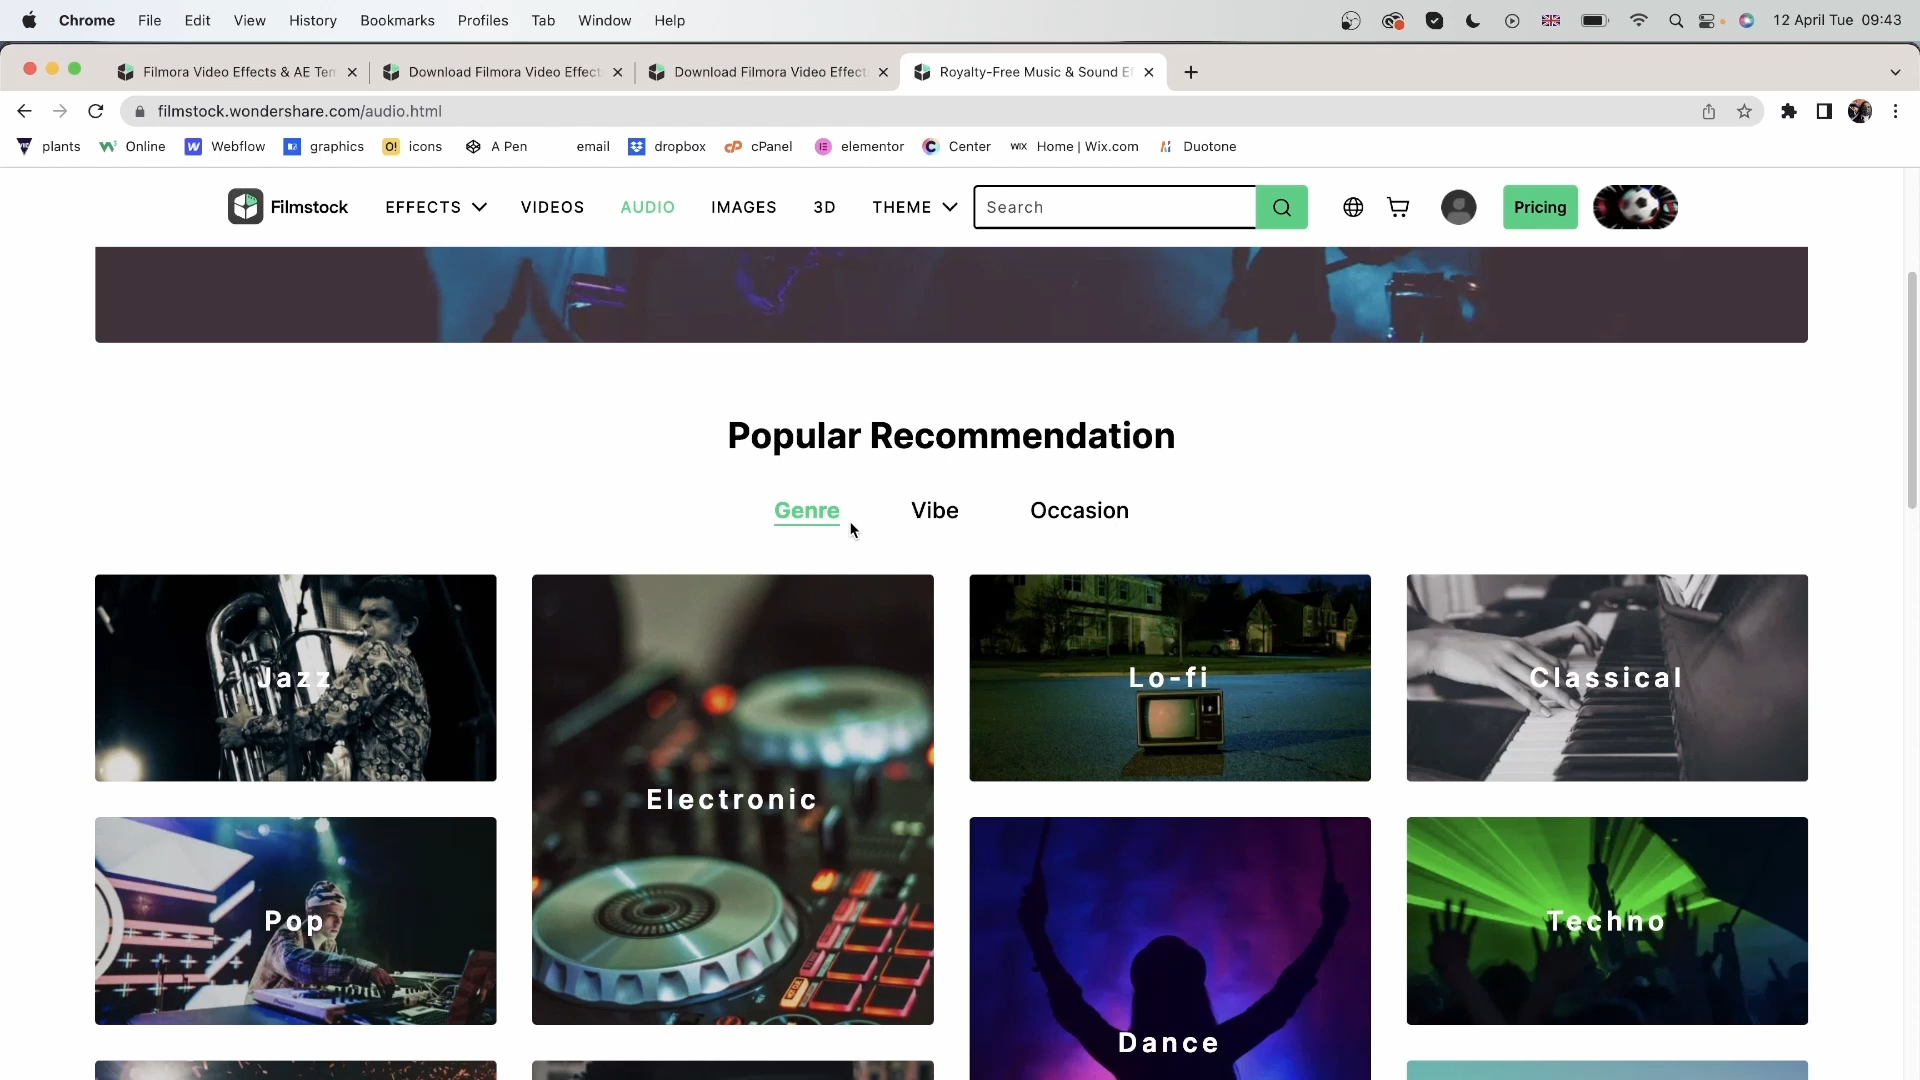 Chrome File Edit View History Bookmarks Profiles Tab Window Help 12 April Tue 09:43
Filmora Video Effects & AE Tem Download Filmora Video Effect Download Filmora Video Effect Royalty-Free Music & Sound Ef
filmstock.wondershare.com/audio.html
plants Online Webflow graphics icons A Pen email dropbox cPanel elementor Center Home | Wix.com Duotone
Filmstock EFFECTS VIDEOS AUDIO IMAGES 3D THEME Search Pricing
Popular Recommendation
Genre Vibe Occasion
Jazz
Lo-fi
Classical
Electronic
Pop
Techno
Dance